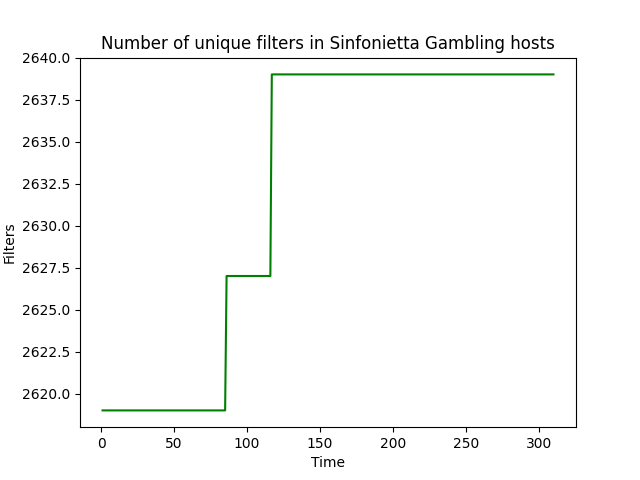 Number of unique filters in Sinfonietta Gambling hosts
2640.0
2637.5
2635.0
2632.5
2630.0
2627.5
2625.0
2622.5
2620.0
Filters
0 50 100 150 200 250 300
Time